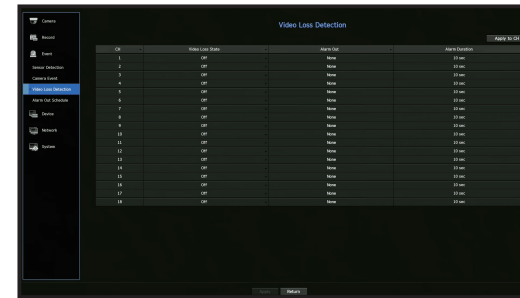 Camera
Record
Event
Sensor Detection
Camera Event
Video Loss Detection
Alarm Out Schedule
Device
Network
System
Video Loss Detection
Apply to CH
CH Video Loss State Alarm Out Alarm Duration
1 Off None 10 sec
2 Off None 10 sec
3 Off None 10 sec
4 Off None 10 sec
5 Off None 10 sec
6 Off None 10 sec
7 Off None 10 sec
8 Off None 10 sec
9 Off None 10 sec
10 Off None 10 sec
11 Off None 10 sec
12 Off None 10 sec
13 Off None 10 sec
14 Off None 10 sec
15 Off None 10 sec
16 Off None 10 sec
17 Off None 10 sec
18 Off None 10 sec
Return